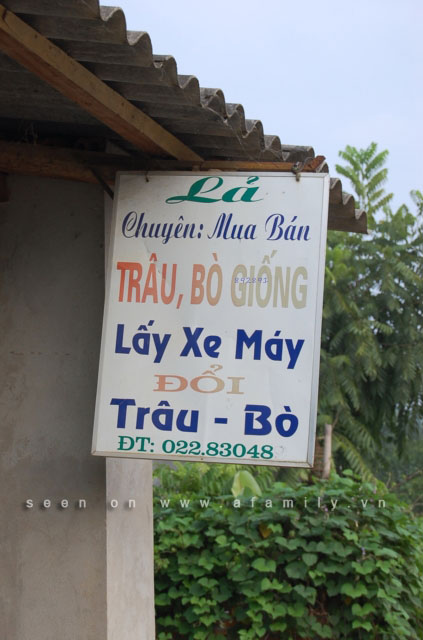 Lả
Chuyên: Mua Bán
TRÂU, BÒ GIỐNG
Lấy Xe Máy
ĐỔI
Trâu - Bò
ĐT: 022.83048
seen on www.afamily.vn